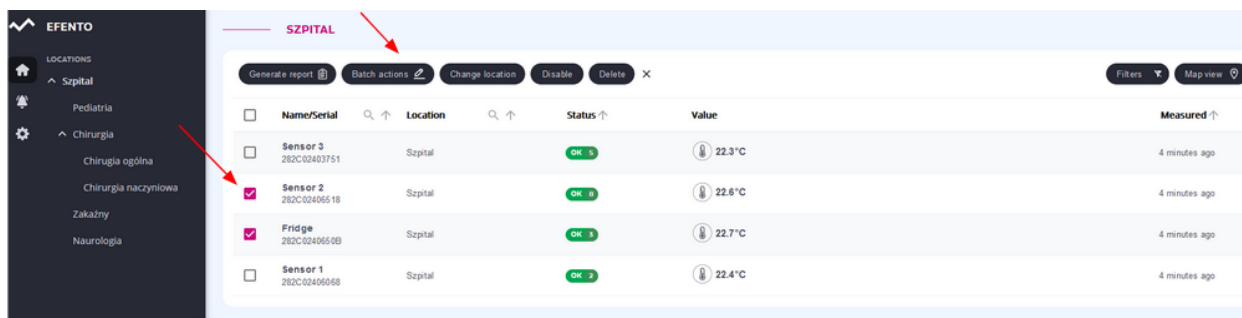 EFENTO
LOCATIONS
Szpital
Pediatria
Chirurgia
Chirugia ogólna
Chirurgia naczyniowa
Zakaźny
Naurologia
SZPITAL
Generate report Batch actions Change location Disable Delete Filters Map view
Name/Serial Location Status Value Measured
Sensor 3
282C02403751 Szpital OK 5 22.3°C 4 minutes ago
Sensor 2
282C02406518 Szpital OK 22.6°C 4 minutes ago
Fridge
282C0240650B Szpital OK 3 22.7°C 4 minutes ago
Sensor 1
282C02406068 Szpital OK 2 22.4°C 4 minutes ago